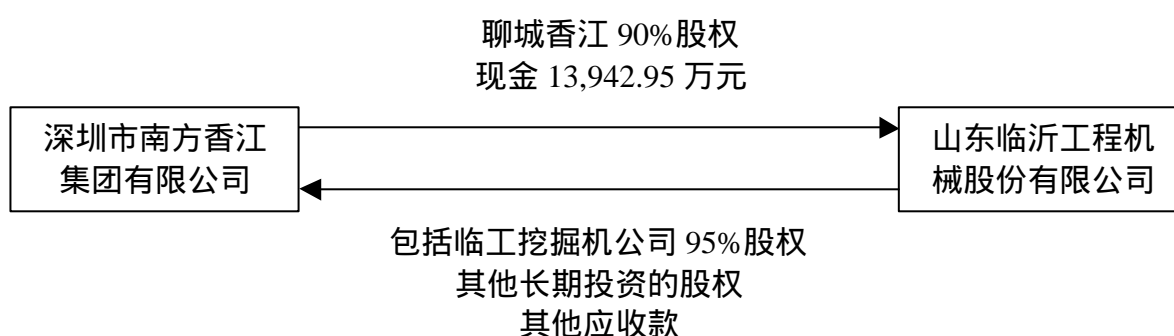 聊城香江 90%股权
现金 13,942.95 万元
深圳市南方香江
集团有限公司
山东临沂工程机
械股份有限公司
包括临工挖掘机公司 95%股权
其他长期投资的股权
其他应收款